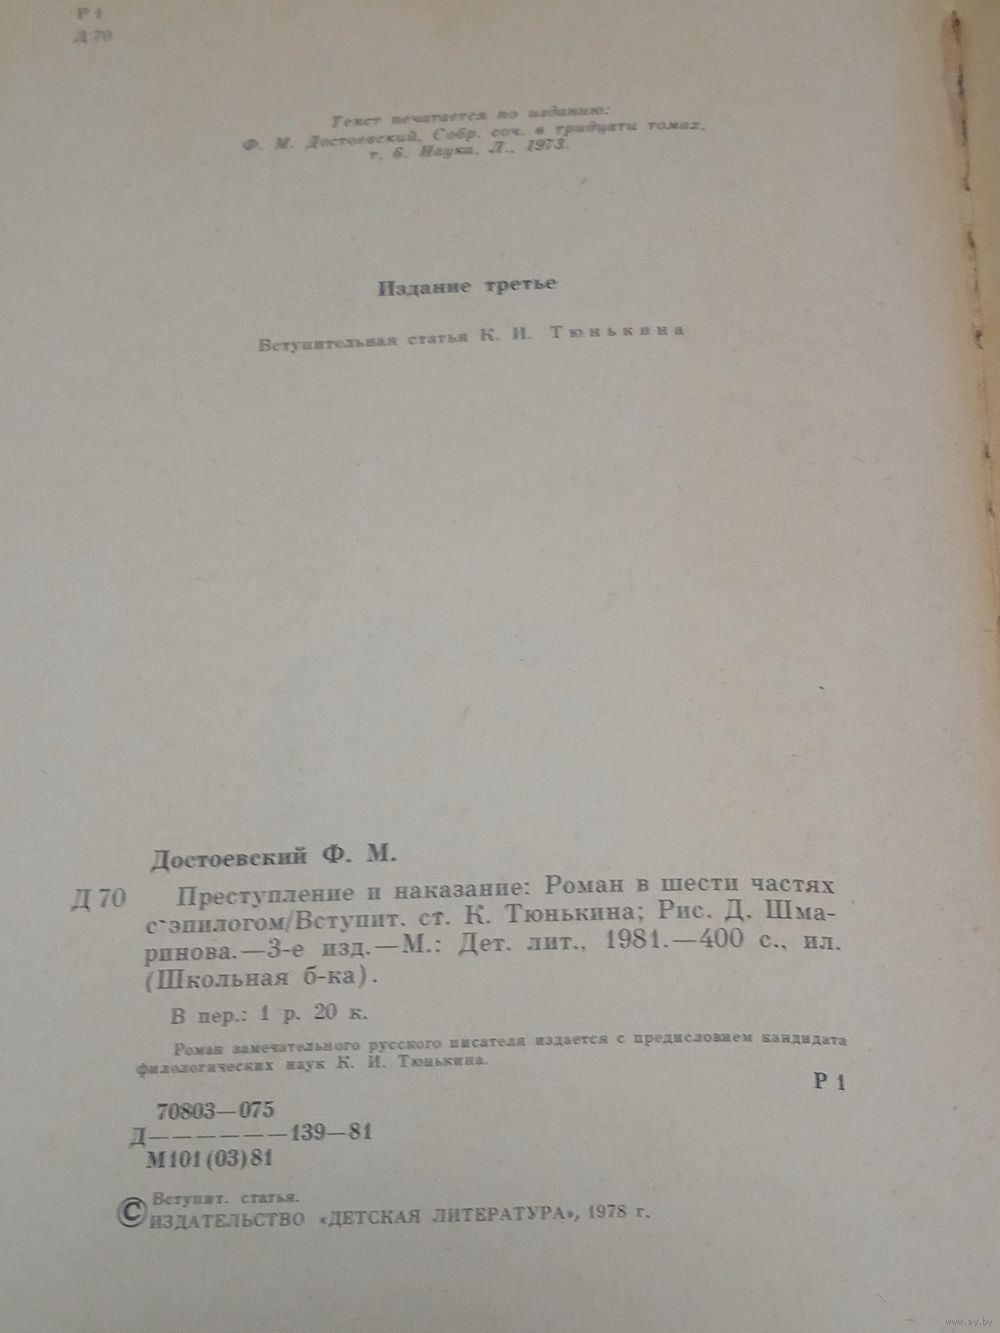 Р 1
Д 70
Текст печатается по изданию:
Ф. М. Достоевский. Собр. соч. в тридцати томах,
т. 6. Наука, Л., 1973.
Издание третье
Вступительная статья К. И. Тюнькина
Достоевский Ф. М.
Д 70 Преступление и наказание: Роман в шести частях
с эпилогом/Вступит. ст. К. Тюнькина; Рис. Д. Шма-
ринова.—3-е изд.—М.: Дет. лит., 1981.—400 с., ил.
(Школьная б-ка).
В пер.: 1 р. 20 к.
Роман замечательного русского писателя издается с предисловием кандидата
филологических наук К. И. Тюнькина.
Р 1
70803—075
Д——————139—81
М101(03)81
Вступит. статья.
© ИЗДАТЕЛЬСТВО «ДЕТСКАЯ ЛИТЕРАТУРА», 1978 г.
www.ay.by